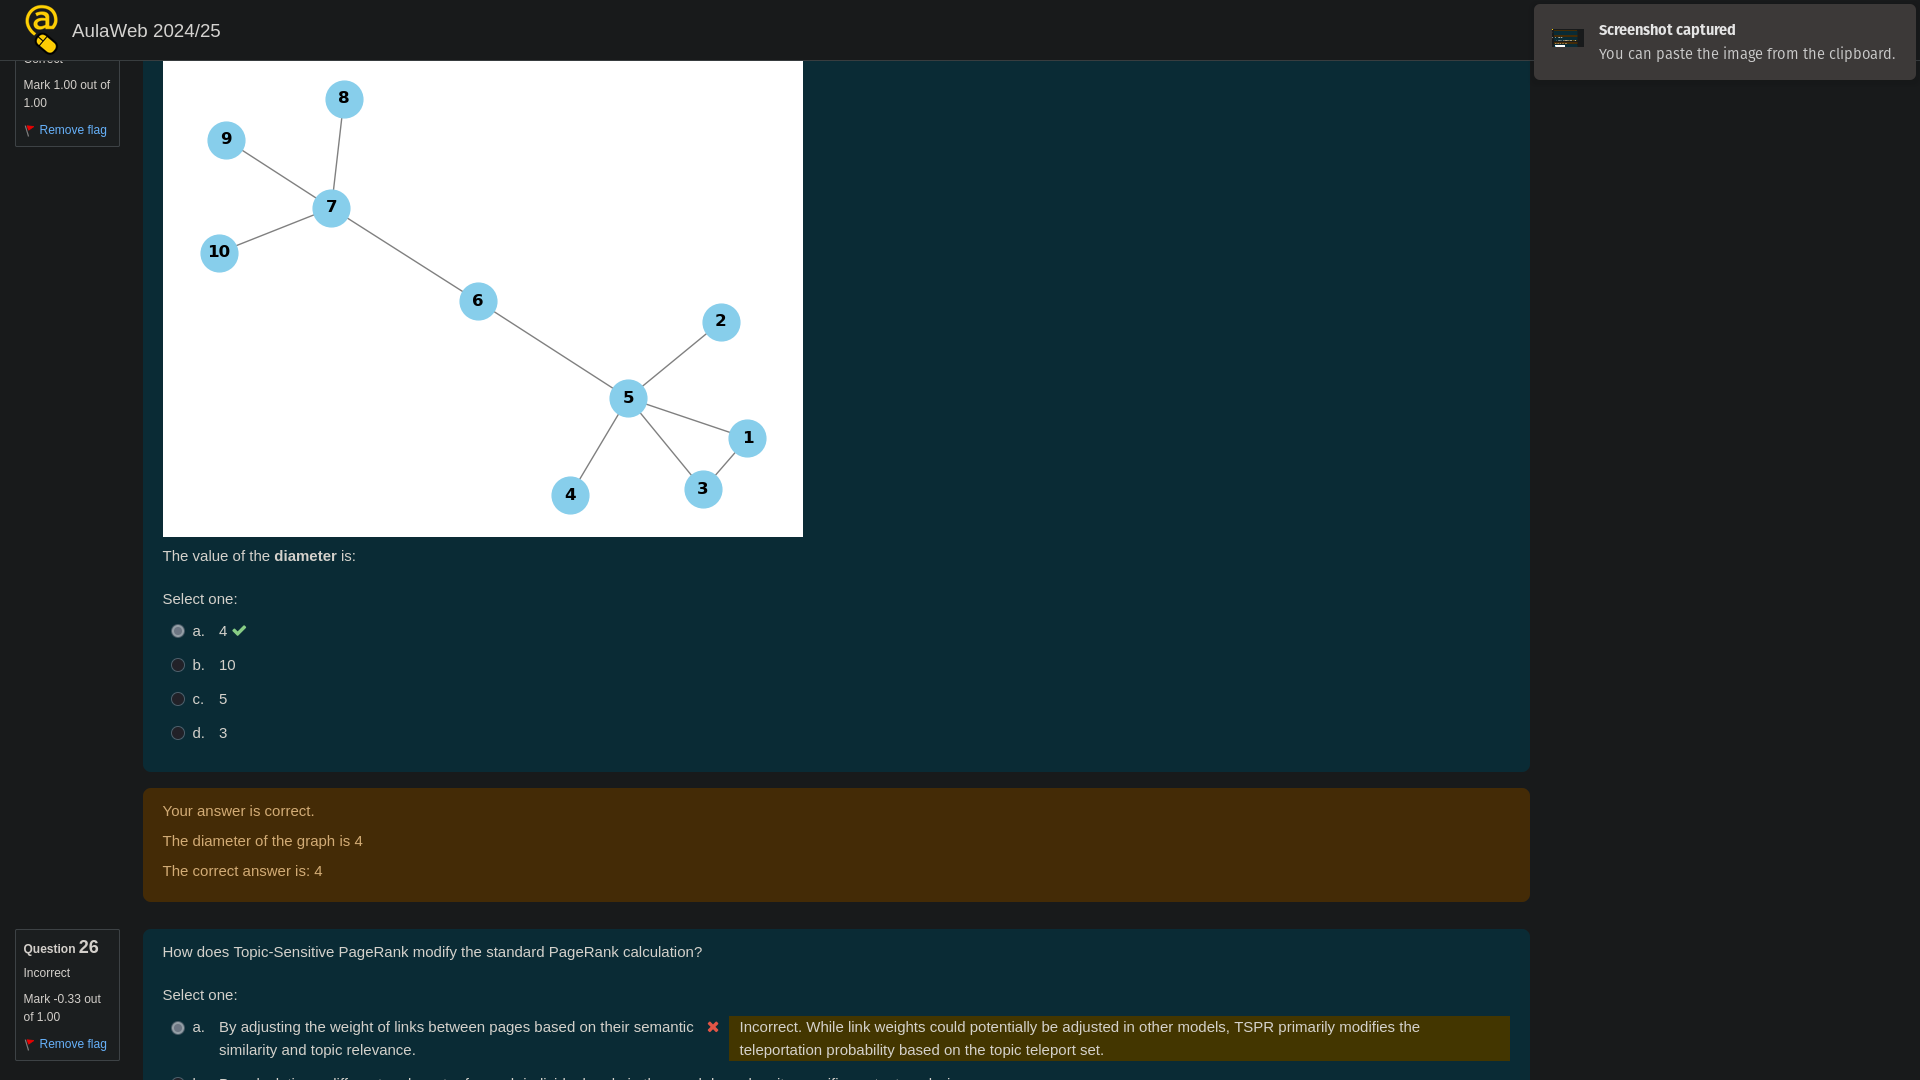 AulaWeb 2024/25
Screenshot captured
You can paste the image from the clipboard.
Correct
Mark 1.00 out of
1.00
Remove flag
8
9
7
10
6
2
5
1
4
3
The value of the diameter is:
Select one:
a. 4
b. 10
c. 5
d. 3
Your answer is correct.
The diameter of the graph is 4
The correct answer is: 4
Question 26
Incorrect
Mark -0.33 out
of 1.00
Remove flag
How does Topic-Sensitive PageRank modify the standard PageRank calculation?
Select one:
a. By adjusting the weight of links between pages based on their semantic
similarity and topic relevance.
Incorrect. While link weights could potentially be adjusted in other models, TSPR primarily modifies the
teleportation probability based on the topic teleport set.